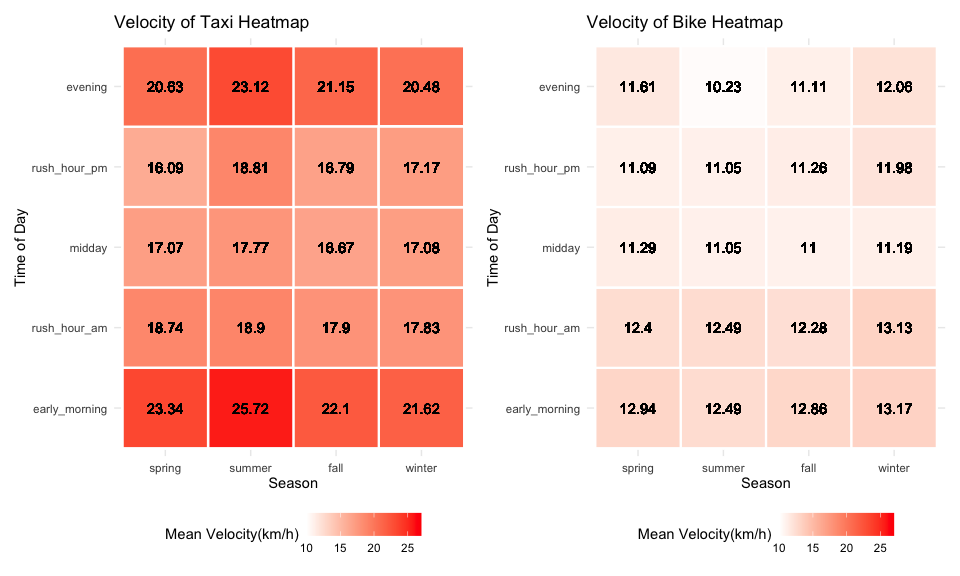 Velocity of Taxi Heatmap
Time of Day
evening 20.63 23.12 21.15 20.48
rush_hour_pm 16.09 18.81 16.79 17.17
midday 17.07 17.77 16.67 17.08
rush_hour_am 18.74 18.9 17.9 17.83
early_morning 23.34 25.72 22.1 21.62
spring summer fall winter
Season
Mean Velocity(km/h)
10 15 20 25
Velocity of Bike Heatmap
Time of Day
evening 11.61 10.23 11.11 12.06
rush_hour_pm 11.09 11.05 11.26 11.98
midday 11.29 11.05 11 11.19
rush_hour_am 12.4 12.49 12.28 13.13
early_morning 12.94 12.49 12.86 13.17
spring summer fall winter
Season
Mean Velocity(km/h)
10 15 20 25